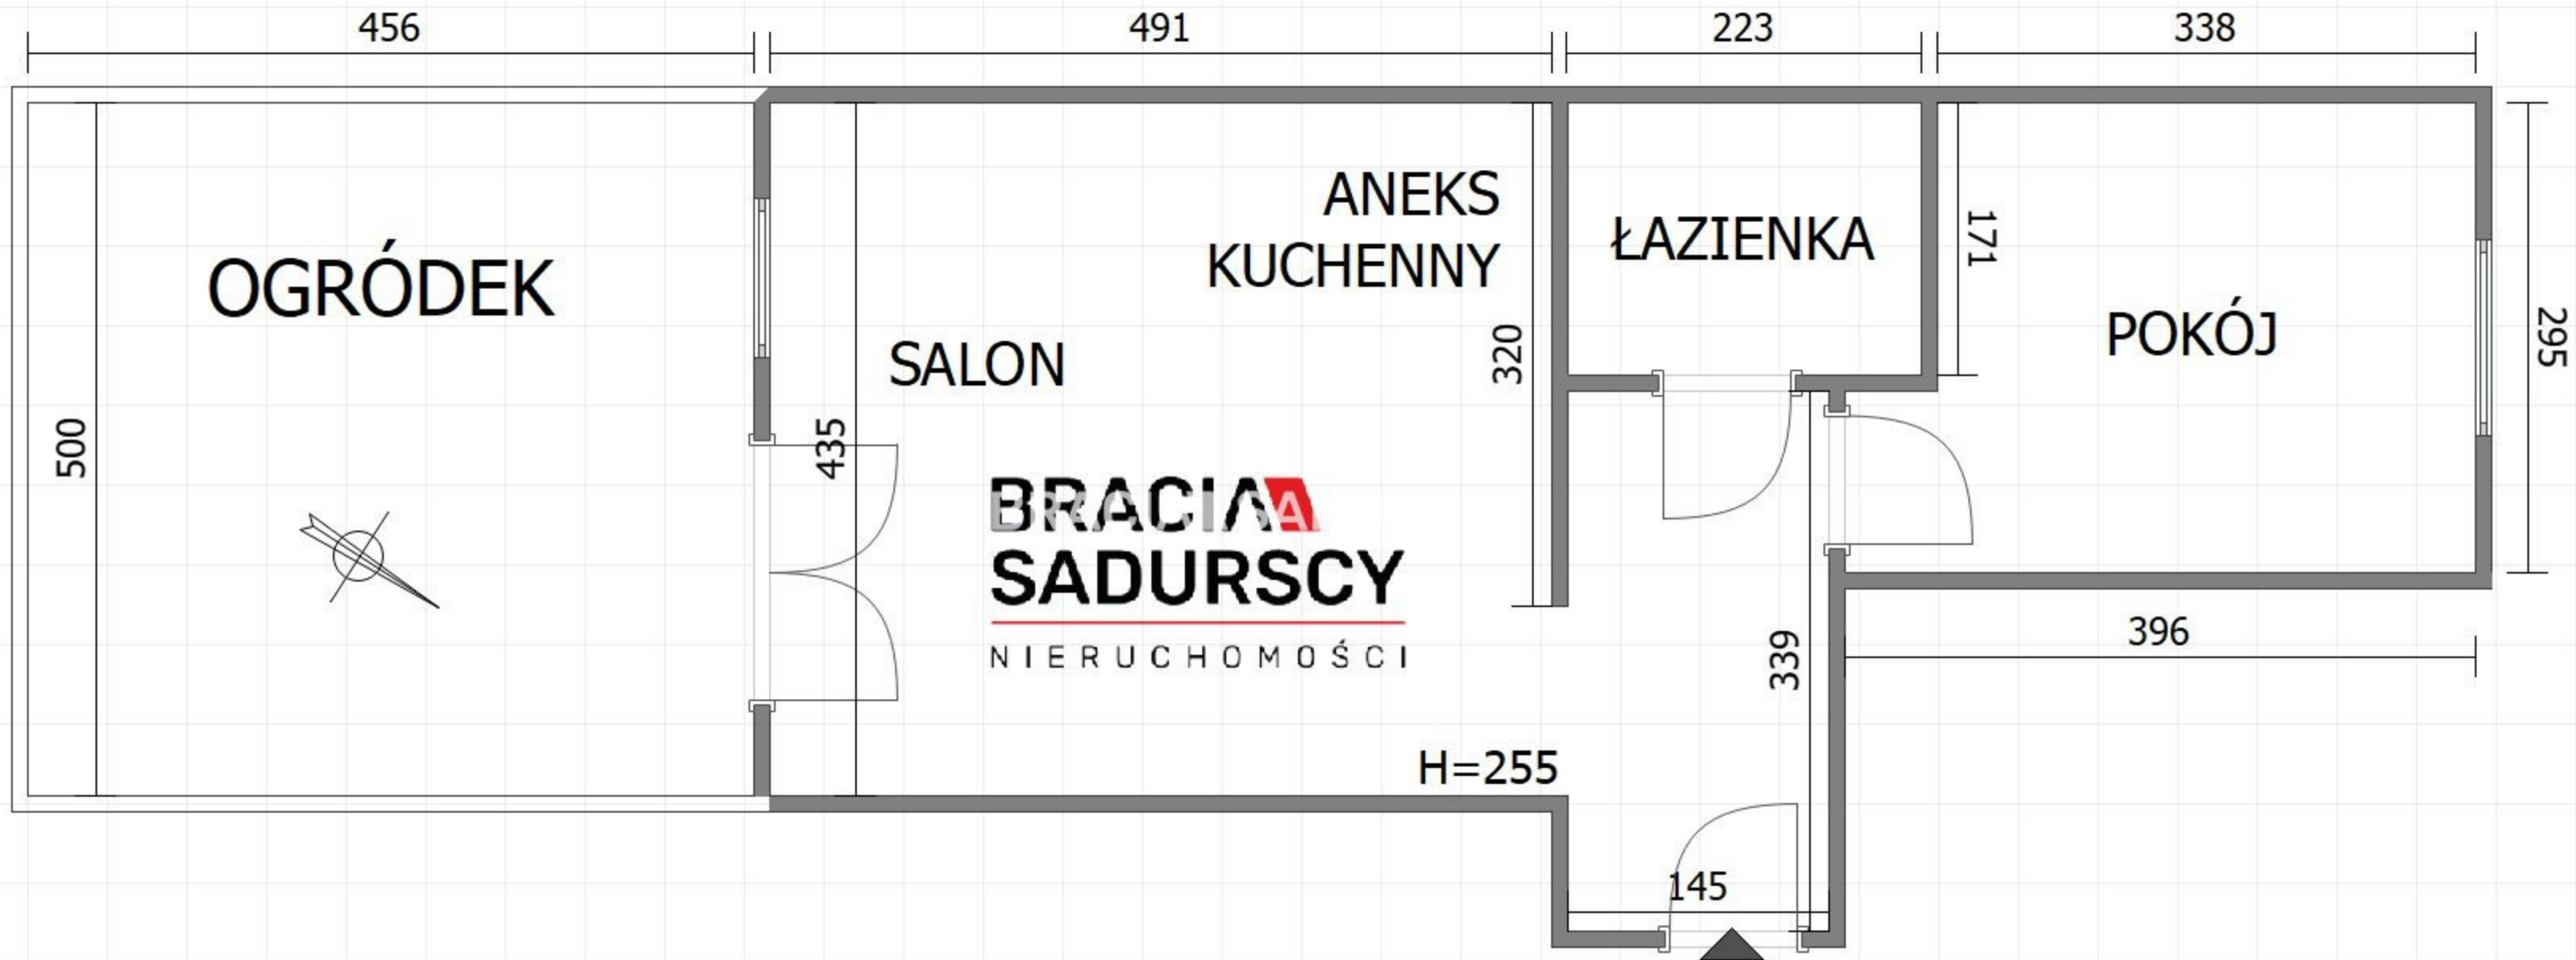 456
491
223
338
ANEKS
KUCHENNY
ŁAZIENKA
171
OGRÓDEK
POKÓJ
295
320
SALON
500
435
BRACIA
SADURSCY
NIERUCHOMOŚCI
339
396
H=255
145